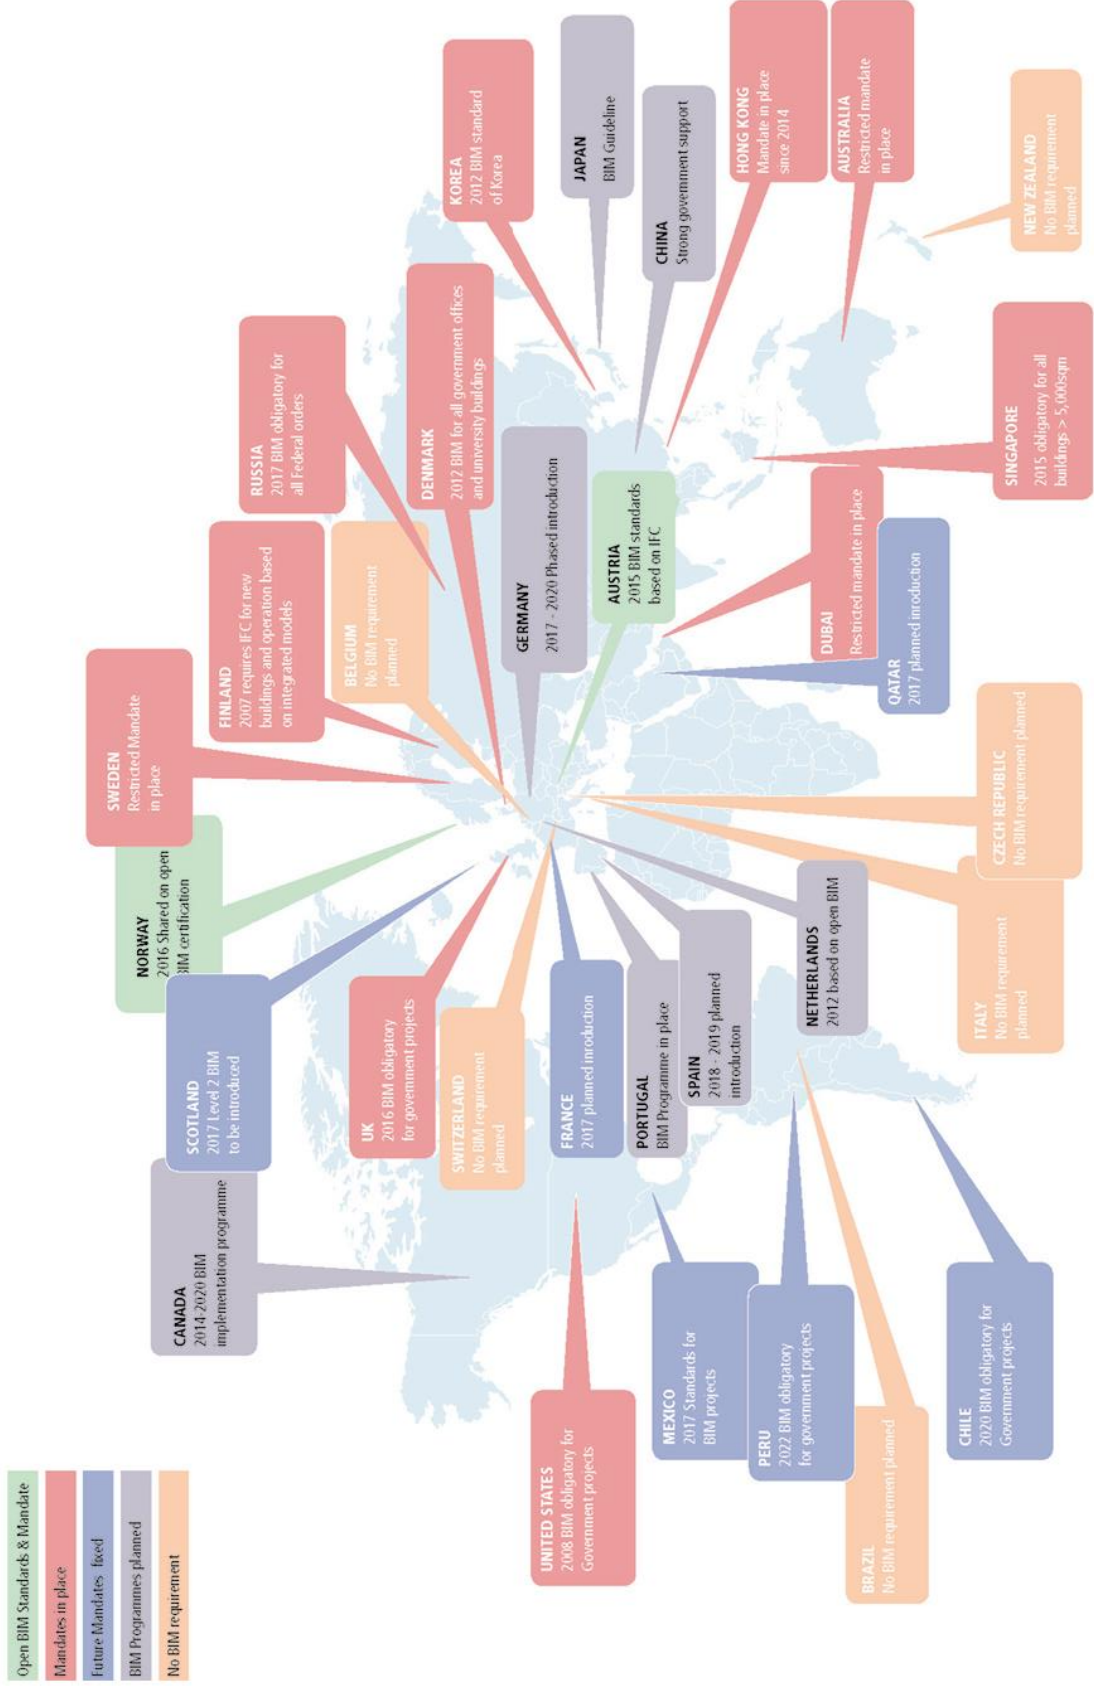 Open BIM Standards & Mandate
Mandates in place
Future Mandates fixed
BIM Programmes planned
No BIM requirement
CANADA
2014-2020 BIM
implementation programme
SCOTLAND
2017 Level 2 BIM
to be introduced
NORWAY
2016 Shared on open
BIM certification
SWEDEN
Restricted Mandate
in place
FINLAND
2007 requires IFC for new
buildings and operation based
on integrated models
RUSSIA
2017 BIM obligatory for
all Federal orders
UK
2016 BIM obligatory
for government projects
SWITZERLAND
No BIM requirement
planned
BELGIUM
No BIM requirement
planned
DENMARK
2012 BIM for all government offices
and university buildings
KOREA
2012 BIM standard
of Korea
UNITED STATES
2008 BIM obligatory for
Government projects
FRANCE
2017 planned inroduction
GERMANY
2017 - 2020 Phased introduction
JAPAN
BIM Guideline
PORTUGAL
BIM Programme in place
AUSTRIA
2015 BIM standards
based on IFC
CHINA
Strong government support
MEXICO
2017 Standards for
BIM projects
SPAIN
2018 - 2019 planned
introduction
HONG KONG
Mandate in place
since 2014
PERU
2022 BIM obligatory
for government projects
NETHERLANDS
2012 based on open BIM
DUBAI
Restricted mandate in place
AUSTRALIA
Restricted mandate
in place
BRAZIL
No BIM requirement planned
QATAR
2017 planned inroduction
CHILE
2020 BIM obligatory for
Government projects
ITALY
No BIM requirement
planned
CZECH REPUBLIC
No BIM requirement planned
SINGAPORE
2015 obligatory for all
buildings > 5,000sqm
NEW ZEALAND
No BIM requirement
planned